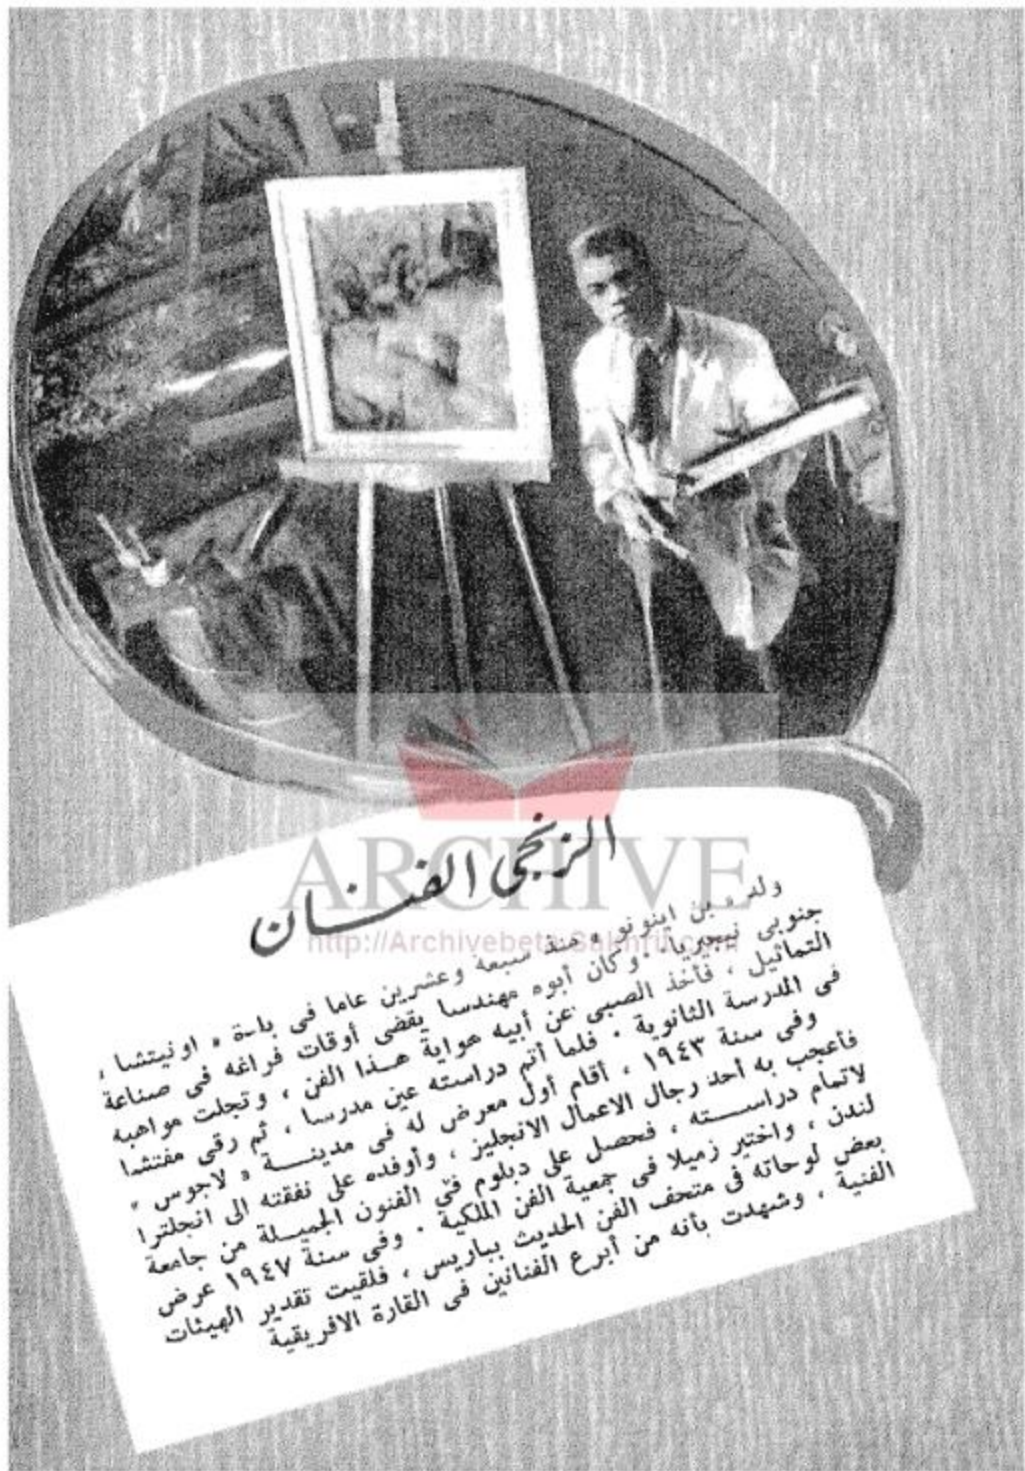 ARCHIVE
http://Archivebeta.Sakhrit.com
الزنجى الفنان
ولد « بن اينونو » منذ سبعة وعشرين عاما فى بلدة « اونيتشا »
جنوبى نيجيريا . وكان أبوه مهندسا يقضى أوقات فراغه فى صناعة
التماثيل ، فأخذ الصبى عن أبيه هواية هذا الفن ، وتجلت مواهبه
فى المدرسة الثانوية . فلما أتم دراسته عين مدرسا ، ثم رقى مفتشا
وفى سنة ١٩٤٣ ، أقام أول معرض له فى مدينة « لاجوس »
فأعجب به أحد رجال الاعمال الانجليز ، وأوفده على نفقته الى انجلترا
لاتمام دراسته ، فحصل على دبلوم فى الفنون الجميلة من جامعة
لندن ، واختير زميلا فى جمعية الفن الملكية . وفى سنة ١٩٤٧ عرض
بعض لوحاته فى متحف الفن الحديث بباريس ، فلقيت تقدير الهيئات
الفنية ، وشهدت بأنه من أبرع الفنانين فى القارة الافريقية